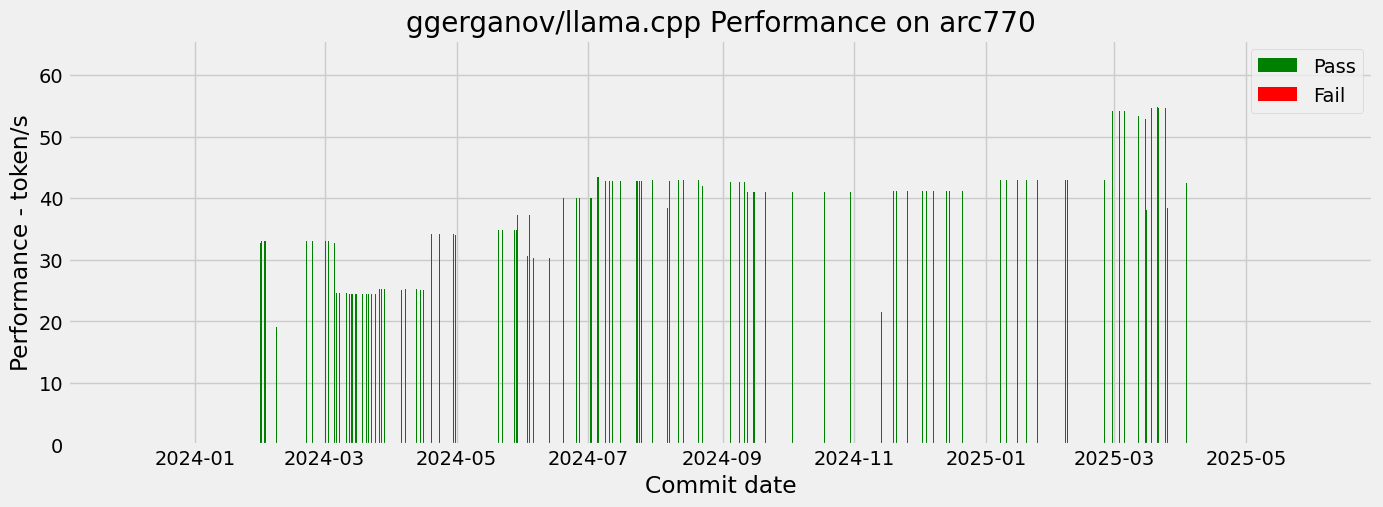 ggerganov/llama.cpp Performance on arc770
Performance - token/s
60
50
40
30
20
10
0
Pass
Fail
2024-01 2024-03 2024-05 2024-07 2024-09 2024-11 2025-01 2025-03 2025-05
Commit date